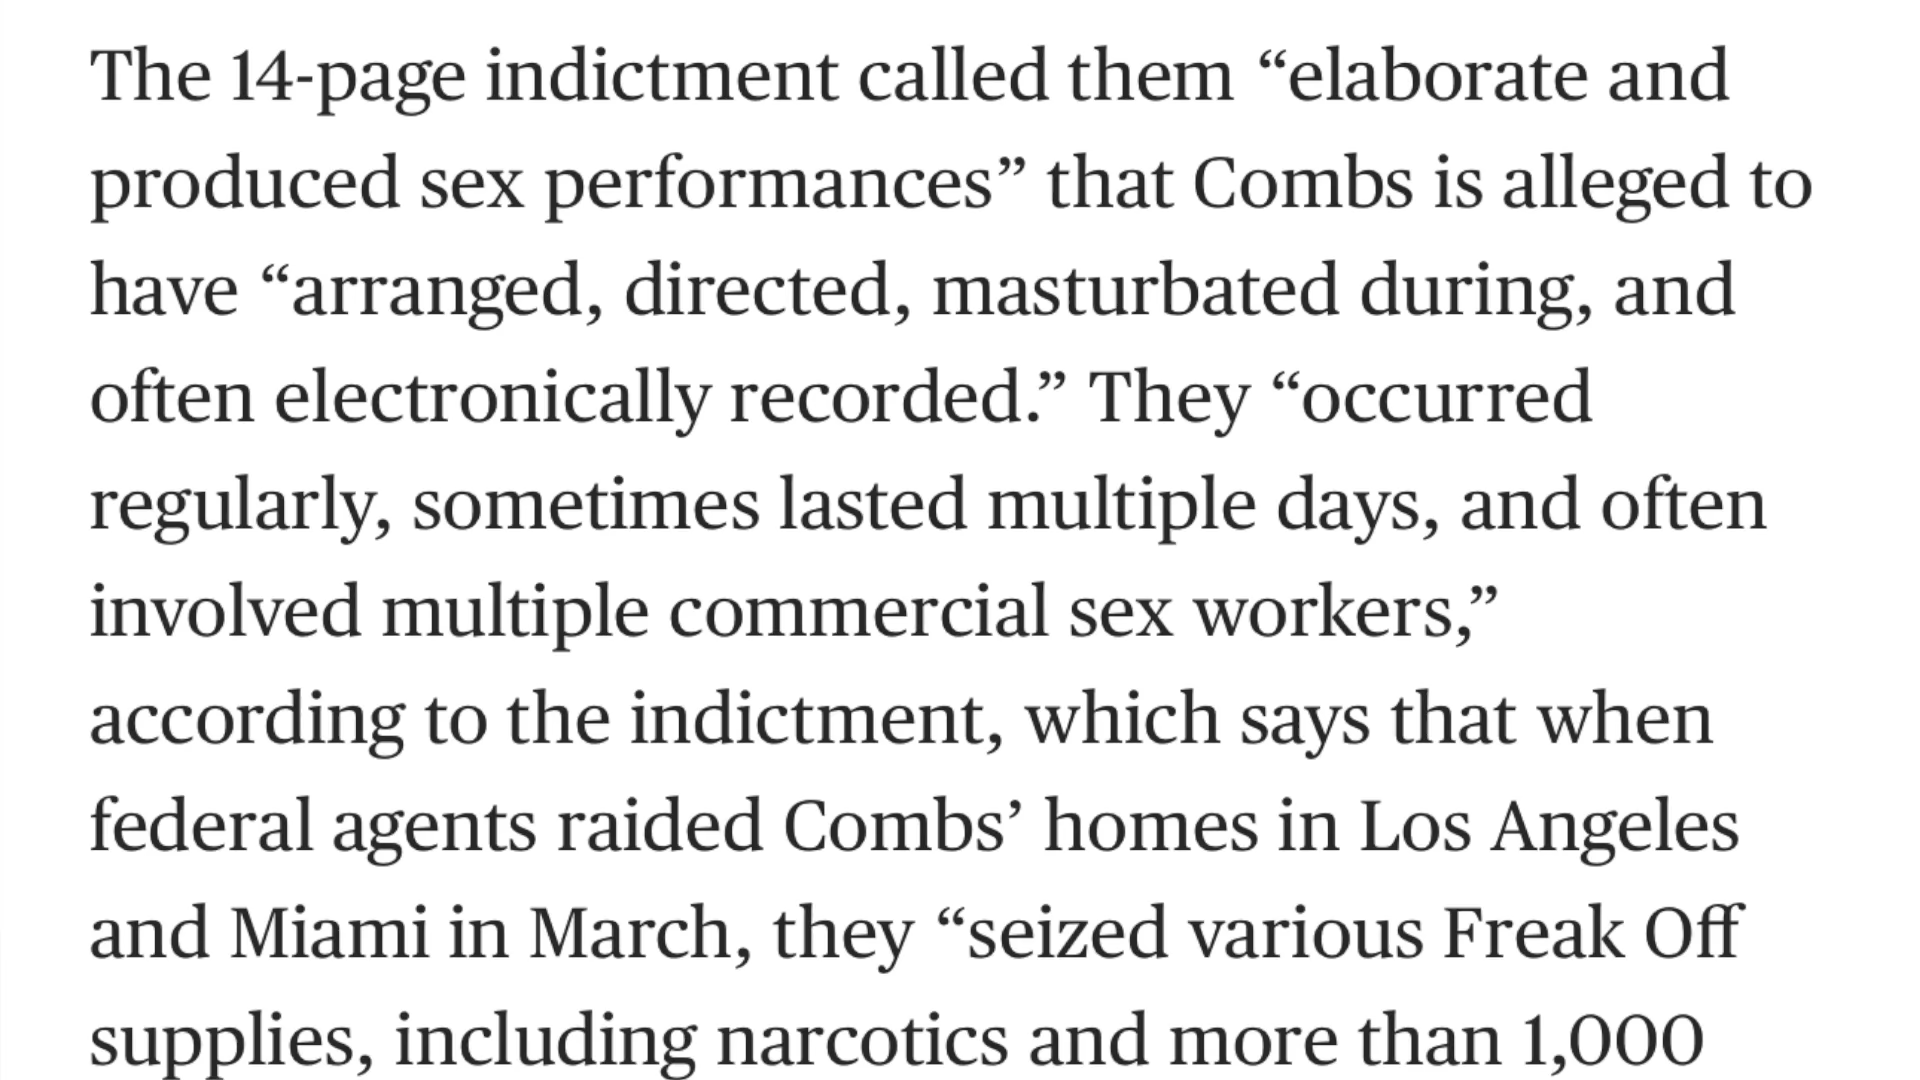 The 14-page indictment called them “elaborate and
produced sex performances” that Combs is alleged to
have “arranged, directed, masturbated during, and
often electronically recorded.” They “occurred
regularly, sometimes lasted multiple days, and often
involved multiple commercial sex workers,”
according to the indictment, which says that when
federal agents raided Combs’ homes in Los Angeles
and Miami in March, they “seized various Freak Off
supplies, including narcotics and more than 1,000